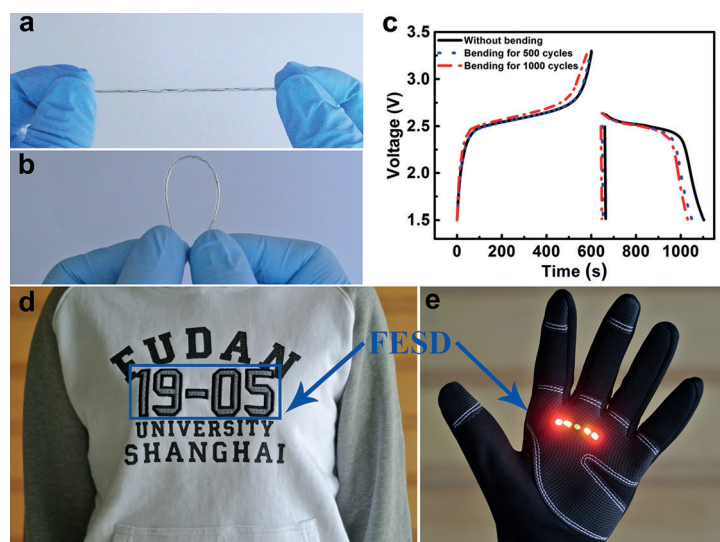 a
b
c
Without bending
Bending for 500 cycles
Bending for 1000 cycles
Voltage (V)
3.5
3.0
2.5
2.0
1.5
0 200 400 600 800 1000
Time (s)
d
FUDAN
19-05
UNIVERSITY
SHANGHAI
FESD
e